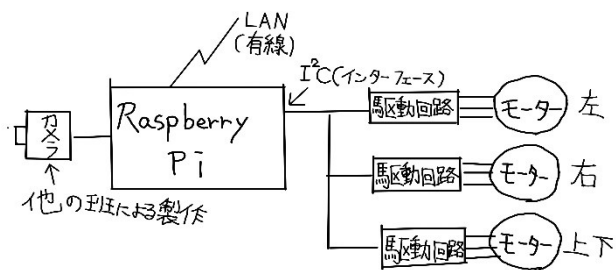 LAN
(有線)
I²C(インターフェース)
カメラ
Raspberry
Pi
駆動回路
モーター
左
駆動回路
モーター
右
駆動回路
モーター
上下
他の班による製作